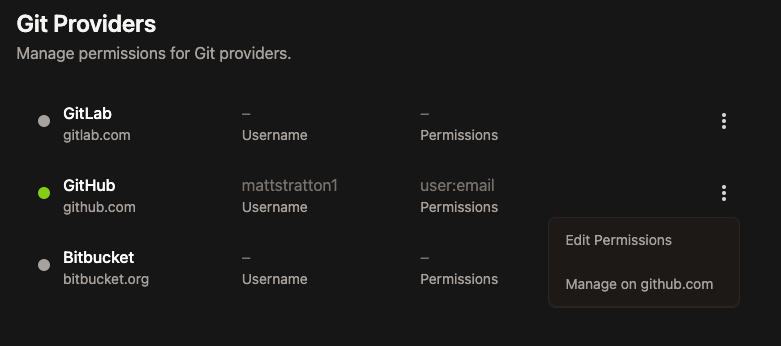 Git Providers
Manage permissions for Git providers.
GitLab – –
gitlab.com Username Permissions
GitHub mattstratton1 user:email
github.com Username Permissions
Edit Permissions
Bitbucket – –
bitbucket.org Username Permissions
Manage on github.com